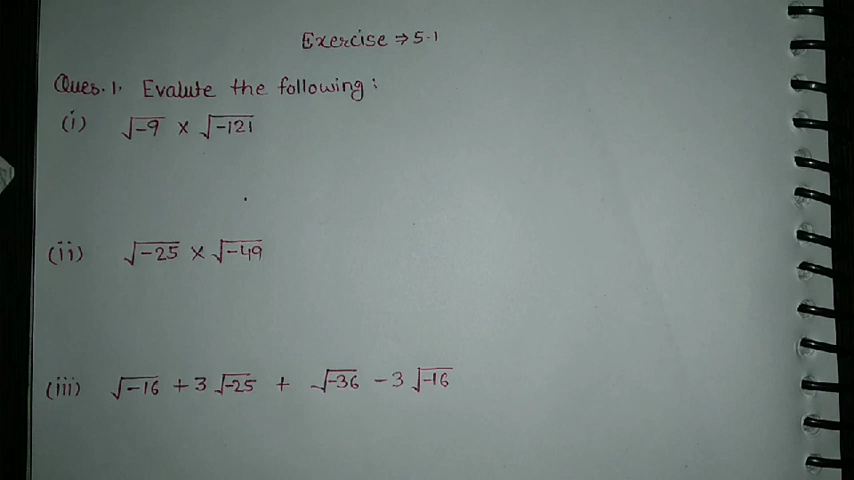 Exercise ⇒ 5.1
Ques. 1. Evalute the following :
(i) √-9 × √-121
(ii) √-25 × √-49
(iii) √-16 + 3 √-25 + √-36 - 3 √-16